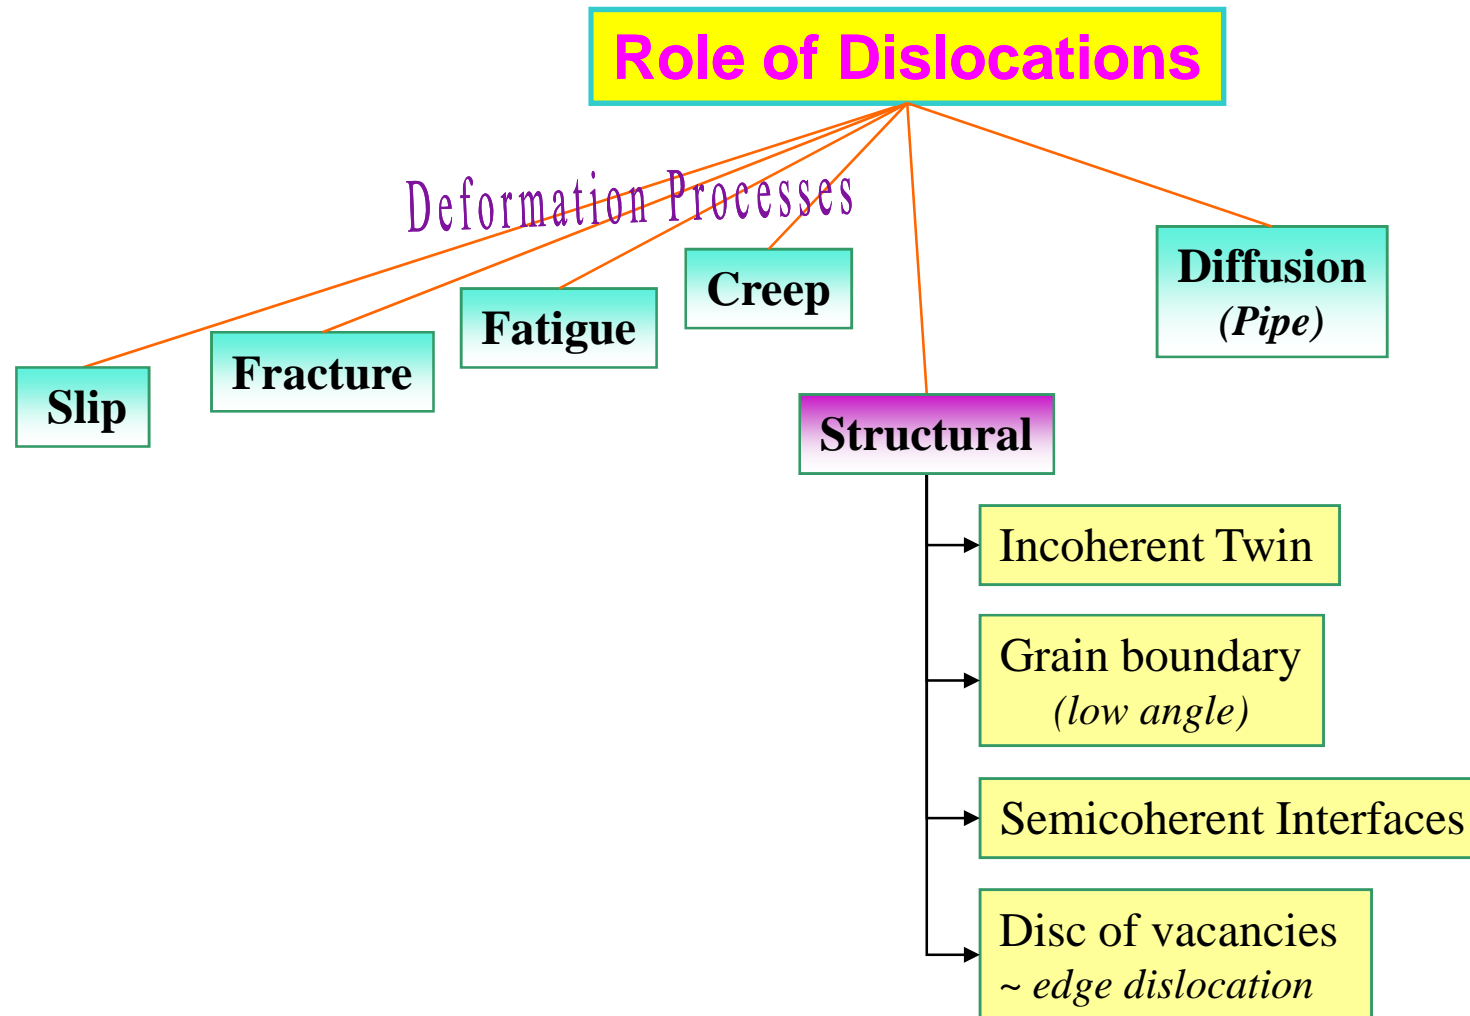 Role of Dislocations
Deformation Processes
Slip
Fracture
Fatigue
Creep
Diffusion
(Pipe)
Structural
Incoherent Twin
Grain boundary
(low angle)
Semicoherent Interfaces
Disc of vacancies
~ edge dislocation